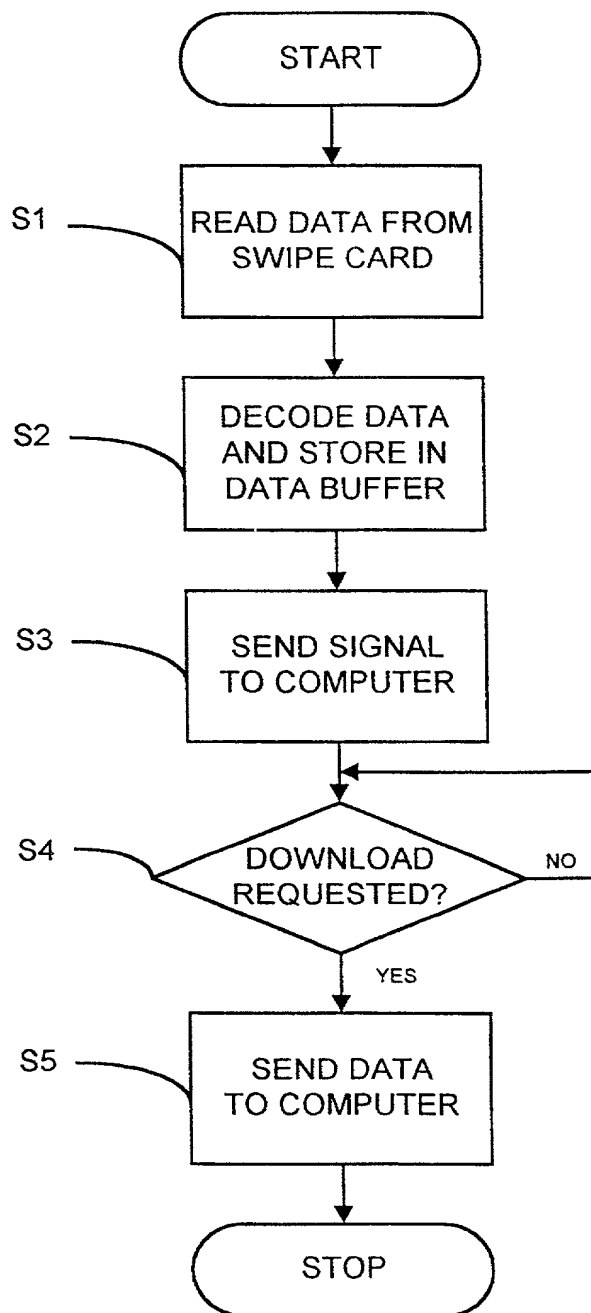 START
S1
READ DATA FROM
SWIPE CARD
S2
DECODE DATA
AND STORE IN
DATA BUFFER
S3
SEND SIGNAL
TO COMPUTER
S4
DOWNLOAD
REQUESTED?
NO
YES
S5
SEND DATA
TO COMPUTER
STOP